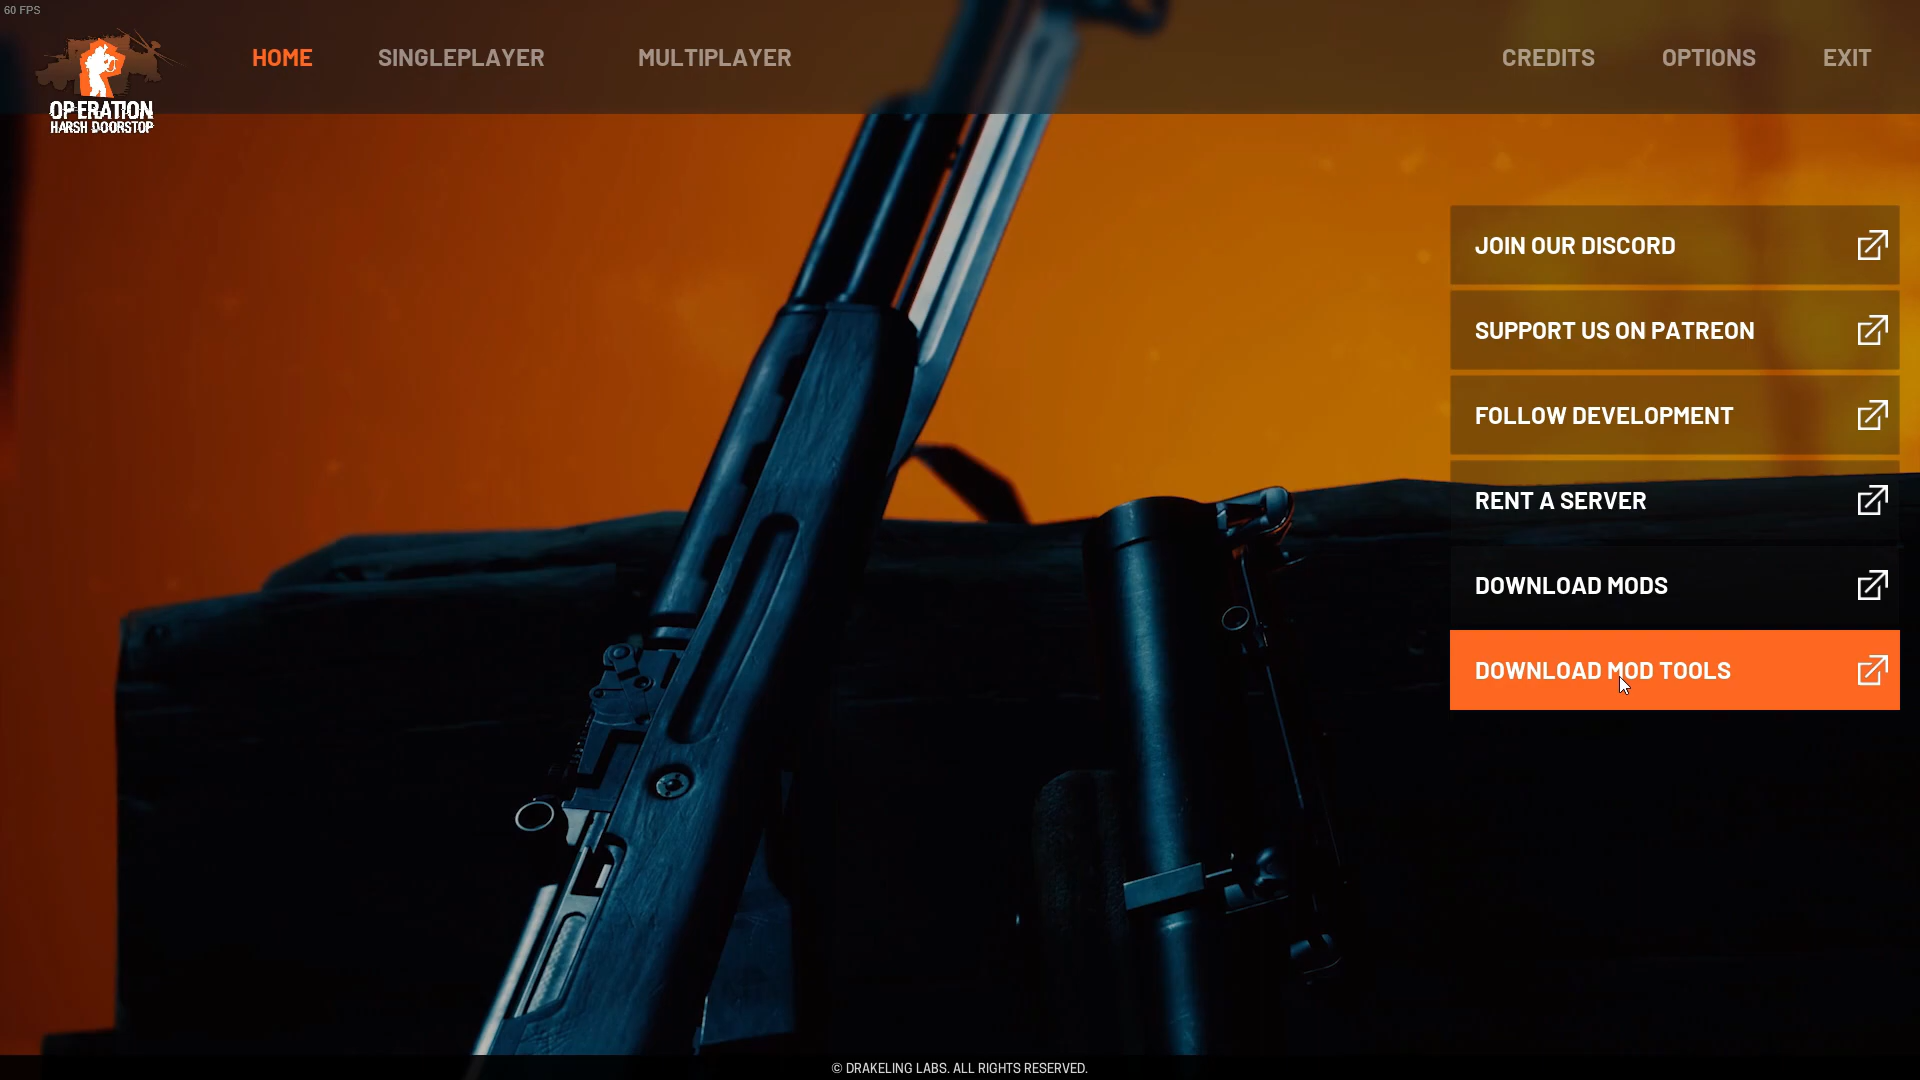 60 FPS
OPERATION
HARSH DOORSTOP
HOME
SINGLEPLAYER
MULTIPLAYER
CREDITS
OPTIONS
EXIT
JOIN OUR DISCORD
SUPPORT US ON PATREON
FOLLOW DEVELOPMENT
RENT A SERVER
DOWNLOAD MODS
DOWNLOAD MOD TOOLS
© DRAKELING LABS. ALL RIGHTS RESERVED.